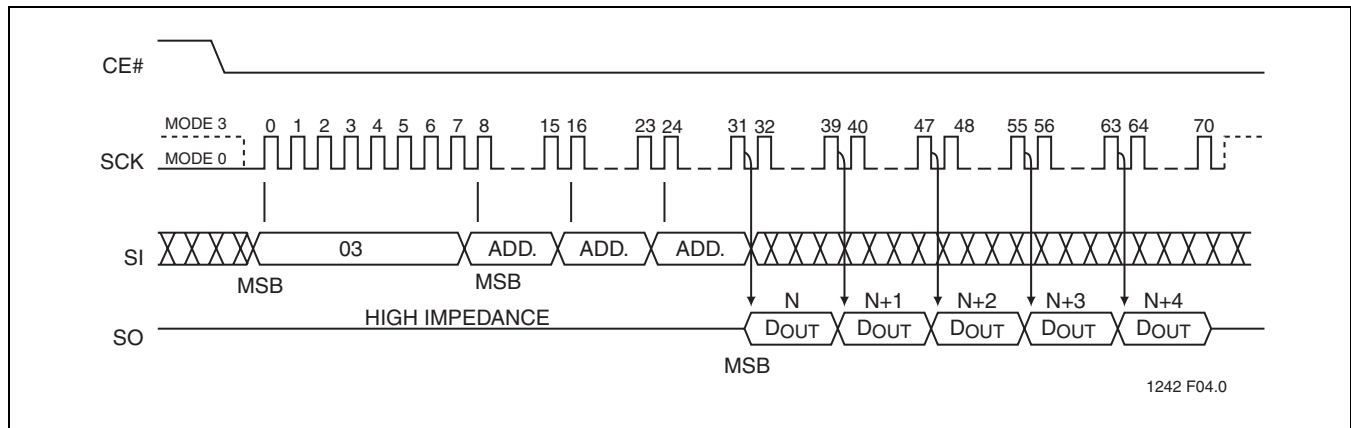 CE#
MODE 3
0 1 2 3 4 5 6 7 8 15 16 23 24 31 32 39 40 47 48 55 56 63 64 70
SCK
MODE 0
SI
03 ADD. ADD. ADD.
MSB MSB
N N+1 N+2 N+3 N+4
HIGH IMPEDANCE
SO
DOUT DOUT DOUT DOUT DOUT
MSB
1242 F04.0